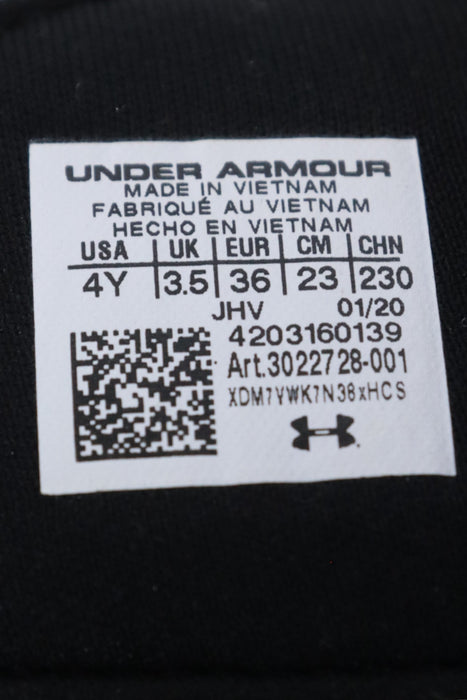 UNDER ARMOUR
MADE IN VIETNAM
FABRIQUÉ AU VIETNAM
HECHO EN VIETNAM
USA UK EUR CM CHN
4Y 3.5 36 23 230
JHV 01/20
4203160139
Art.3022728-001
XDM7VWK7N38xHCS